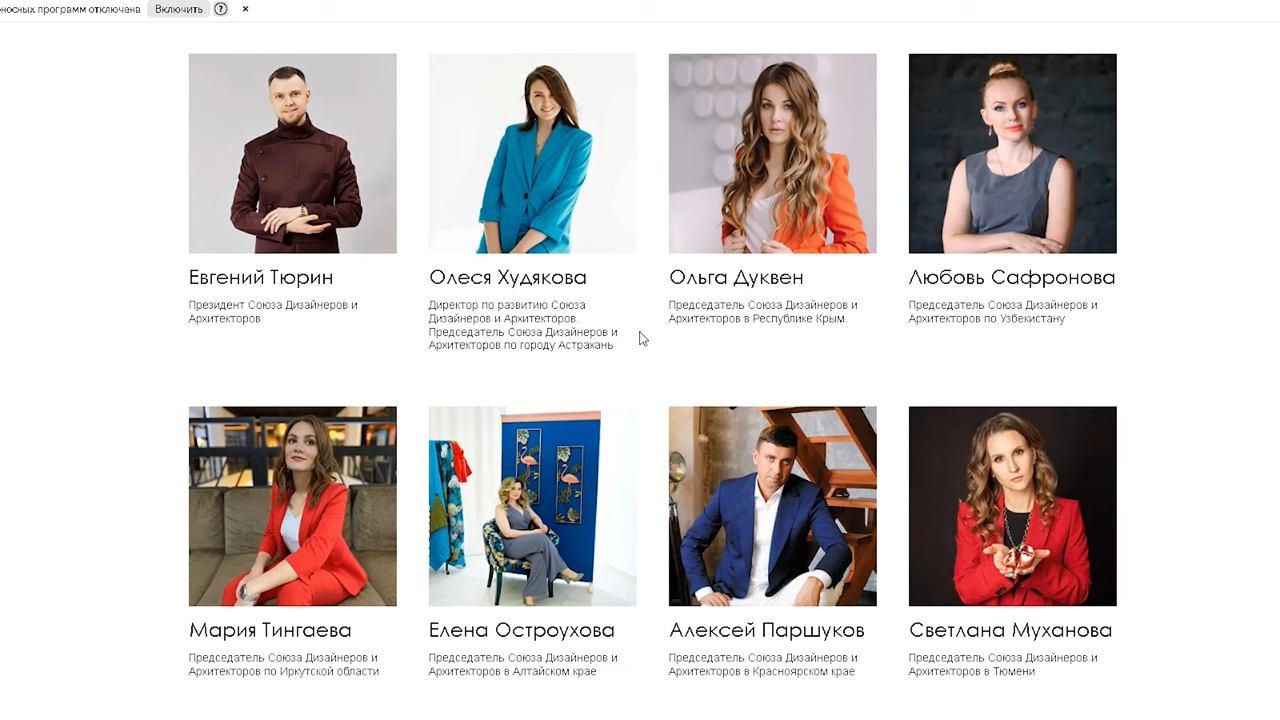 программ отключена Включить ? ×
Евгений Тюрин Олеся Худякова Ольга Дуквен Любовь Сафронова
Президент Союза Дизайнеров и
Архитекторов
Директор по развитию Союза
Дизайнеров и Архитекторов.
Председатель Союза Дизайнеров и
Архитекторов по городу Астрахань
Председатель Союза Дизайнеров и
Архитекторов в Республике Крым.
Председатель Союза Дизайнеров и
Архитекторов по Узбекистану
Мария Тингаева Елена Остроухова Алексей Паршуков Светлана Муханова
Председатель Союза Дизайнеров и
Архитекторов по Иркутской области
Председатель Союза Дизайнеров и
Архитекторов в Алтайском крае
Председатель Союза Дизайнеров и
Архитекторов в Красноярском крае
Председатель Союза Дизайнеров и
Архитекторов в Тюмени